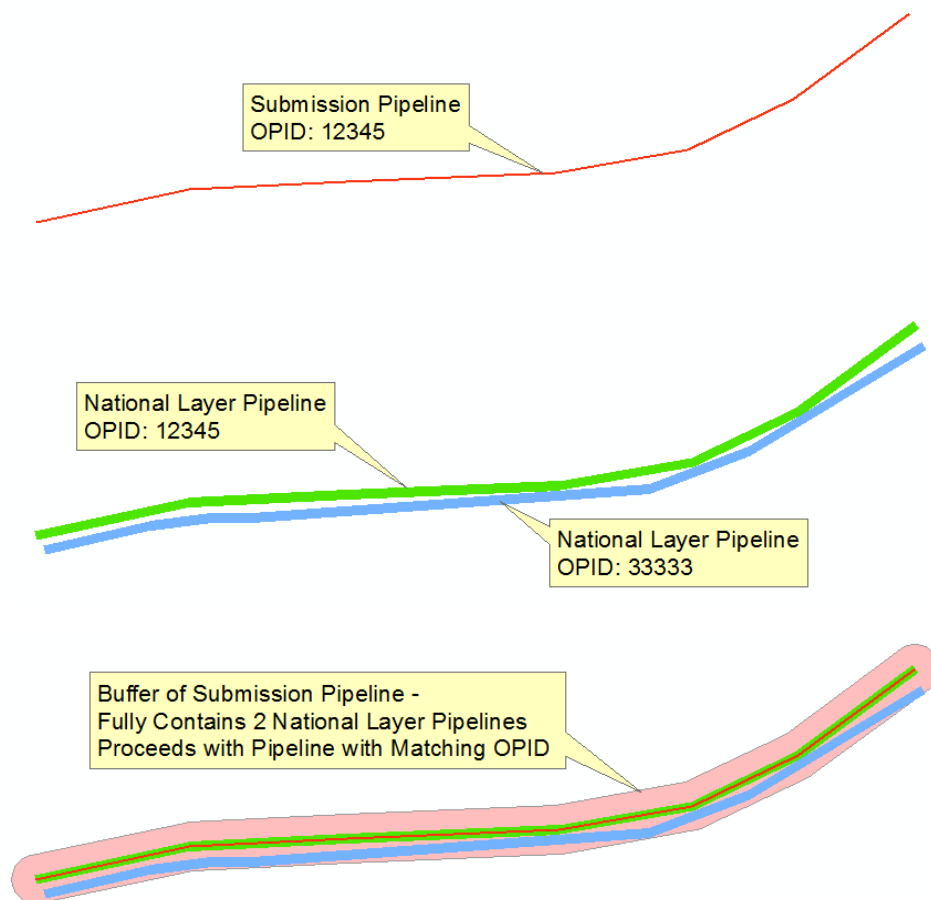 Submission Pipeline
OPID: 12345
National Layer Pipeline
OPID: 12345
National Layer Pipeline
OPID: 33333
Buffer of Submission Pipeline -
Fully Contains 2 National Layer Pipelines
Proceeds with Pipeline with Matching OPID